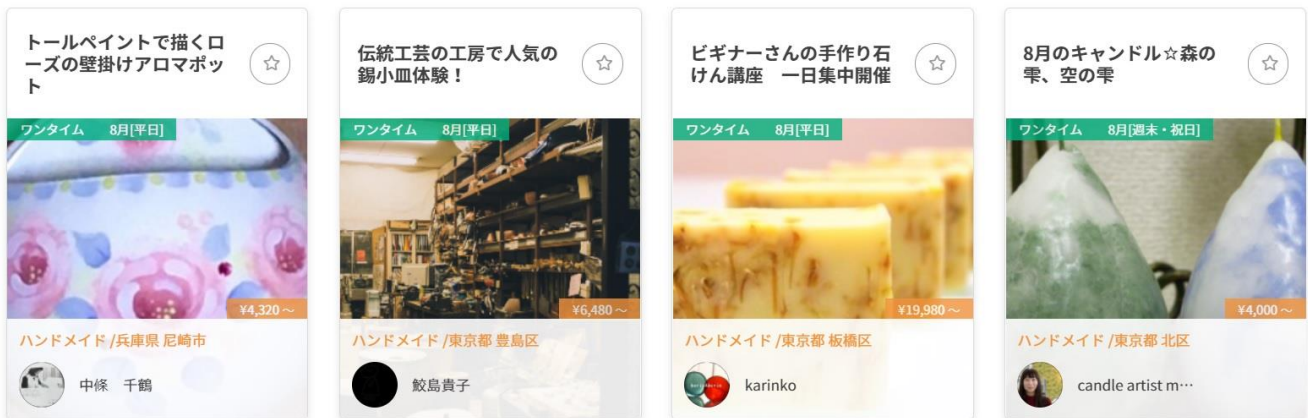 トールペイントで描くロ
ーズの壁掛けアロマポッ
ト
ワンタイム 8月[平日]
¥4,320～
ハンドメイド /兵庫県 尼崎市
中條　千鶴
伝統工芸の工房で人気の
錫小皿体験！
ワンタイム 8月[平日]
¥6,480～
ハンドメイド /東京都 豊島区
鮫島貴子
ビギナーさんの手作り石
けん講座　一日集中開催
ワンタイム 8月[平日]
¥19,980～
ハンドメイド /東京都 板橋区
karinko
8月のキャンドル☆森の
雫、空の雫
ワンタイム 8月[週末・祝日]
¥4,000～
ハンドメイド /東京都 北区
candle artist m…